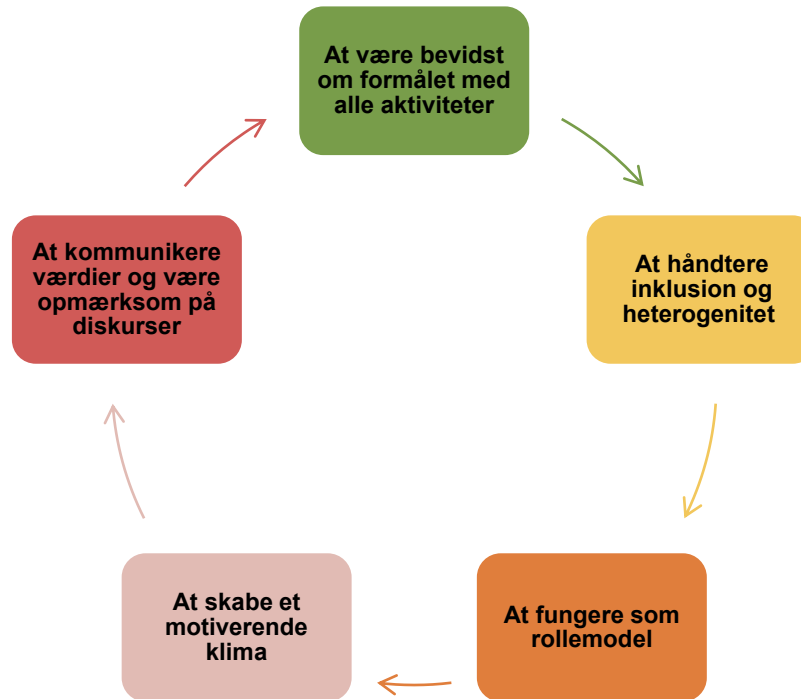 At være bevidst
om formålet med
alle aktiviteter
At håndtere
inklusion og
heterogenitet
At fungere som
rollemodel
At skabe et
motiverende
klima
At kommunikere
værdier og være
opmærksom på
diskurser